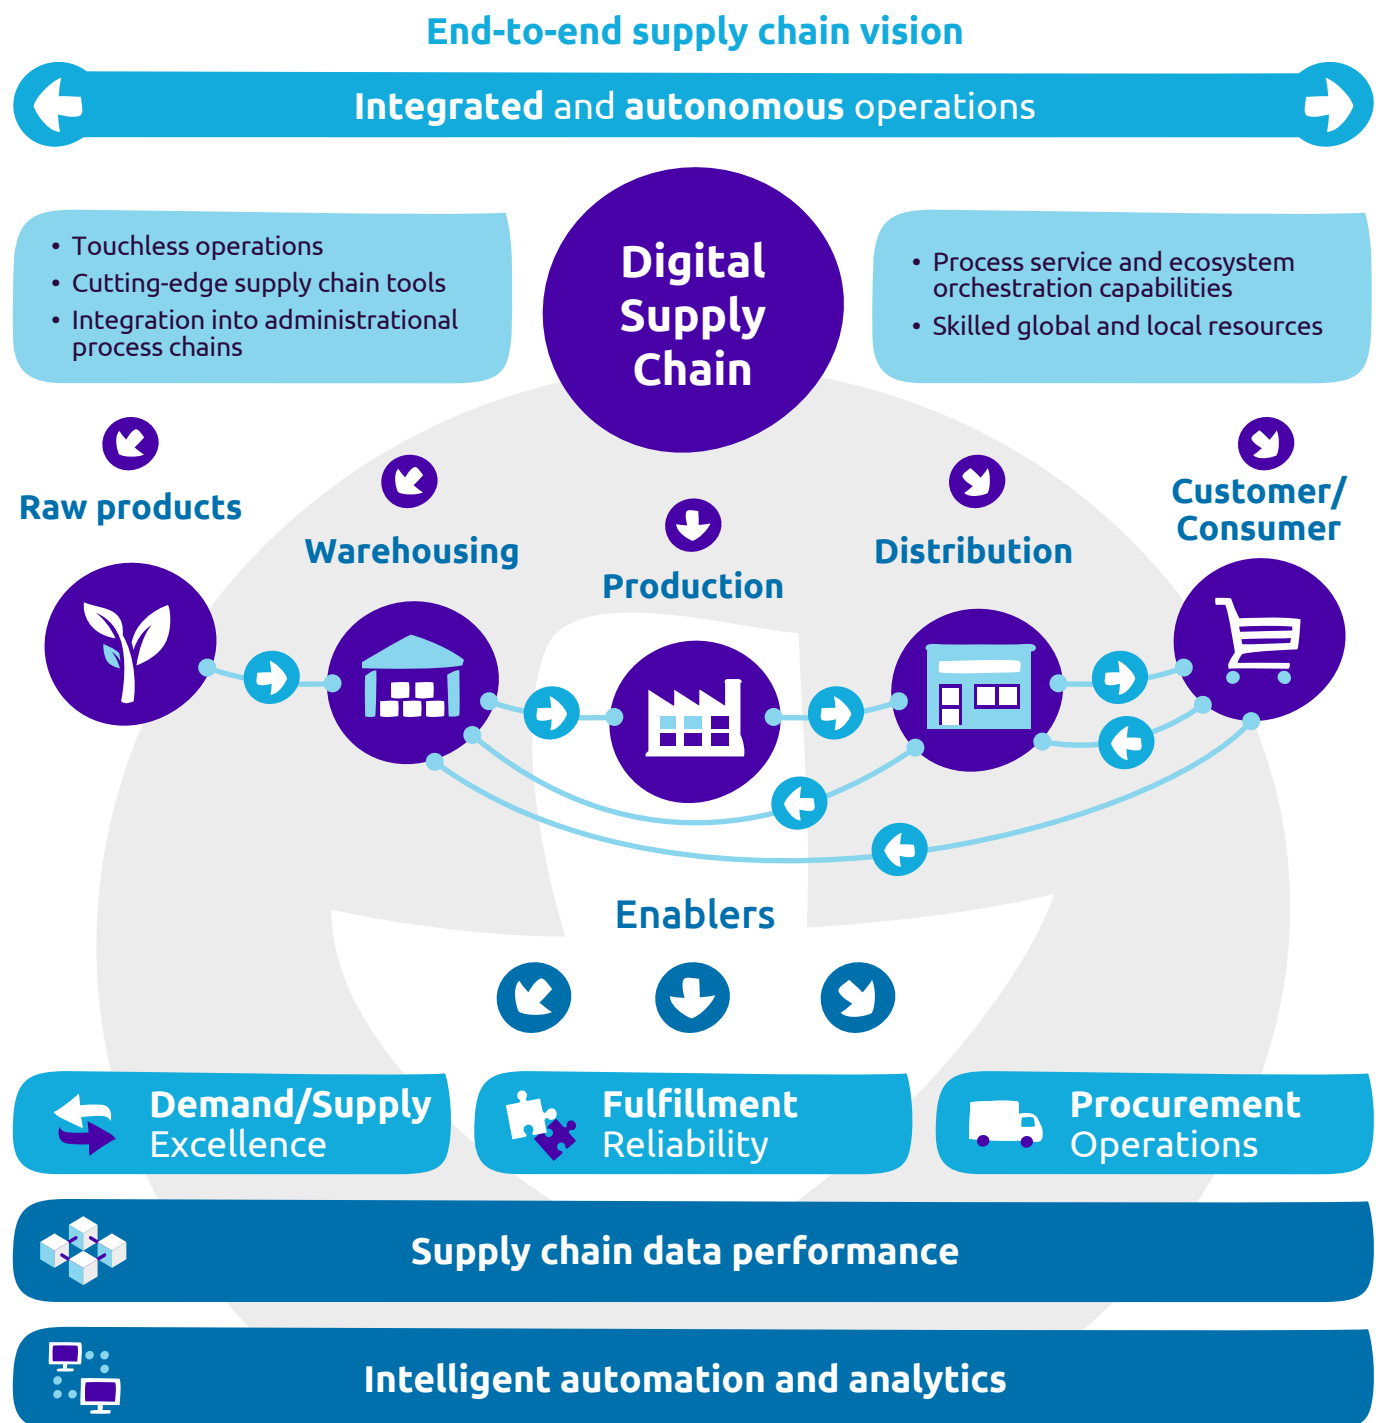 End-to-end supply chain vision
Integrated and autonomous operations
• Touchless operations
• Cutting-edge supply chain tools
• Integration into administrational
process chains
Digital
Supply
Chain
• Process service and ecosystem
orchestration capabilities
• Skilled global and local resources
Raw products
Warehousing
Production
Distribution
Customer/
Consumer
Enablers
Demand/Supply
Excellence
Fulfillment
Reliability
Procurement
Operations
Supply chain data performance
Intelligent automation and analytics